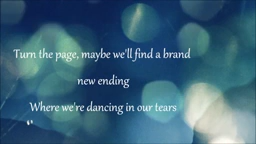 Turn the page, maybe we'll find a brand
new ending
Where we're dancing in our tears